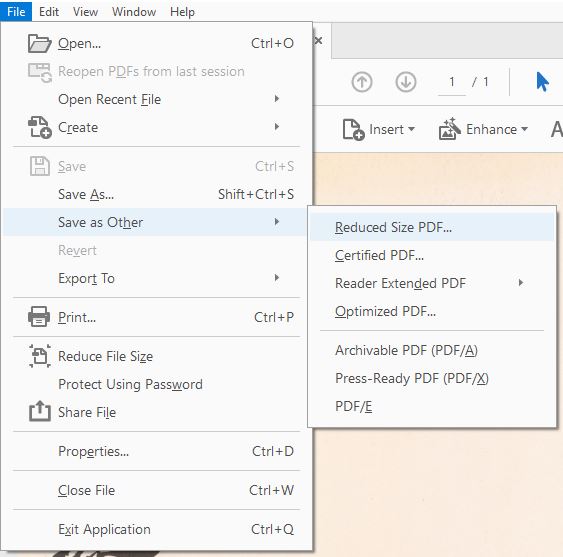 File Edit View Window Help
Open... Ctrl+O
Reopen PDFs from last session
Open Recent File
Create
Save Ctrl+S
Save As... Shift+Ctrl+S
Save as Other
Revert
Export To
Print... Ctrl+P
Reduce File Size
Protect Using Password
Share File
Properties... Ctrl+D
Close File Ctrl+W
Exit Application Ctrl+Q
1 / 1
Insert Enhance A
Reduced Size PDF...
Certified PDF...
Reader Extended PDF
Optimized PDF...
Archivable PDF (PDF/A)
Press-Ready PDF (PDF/X)
PDF/E